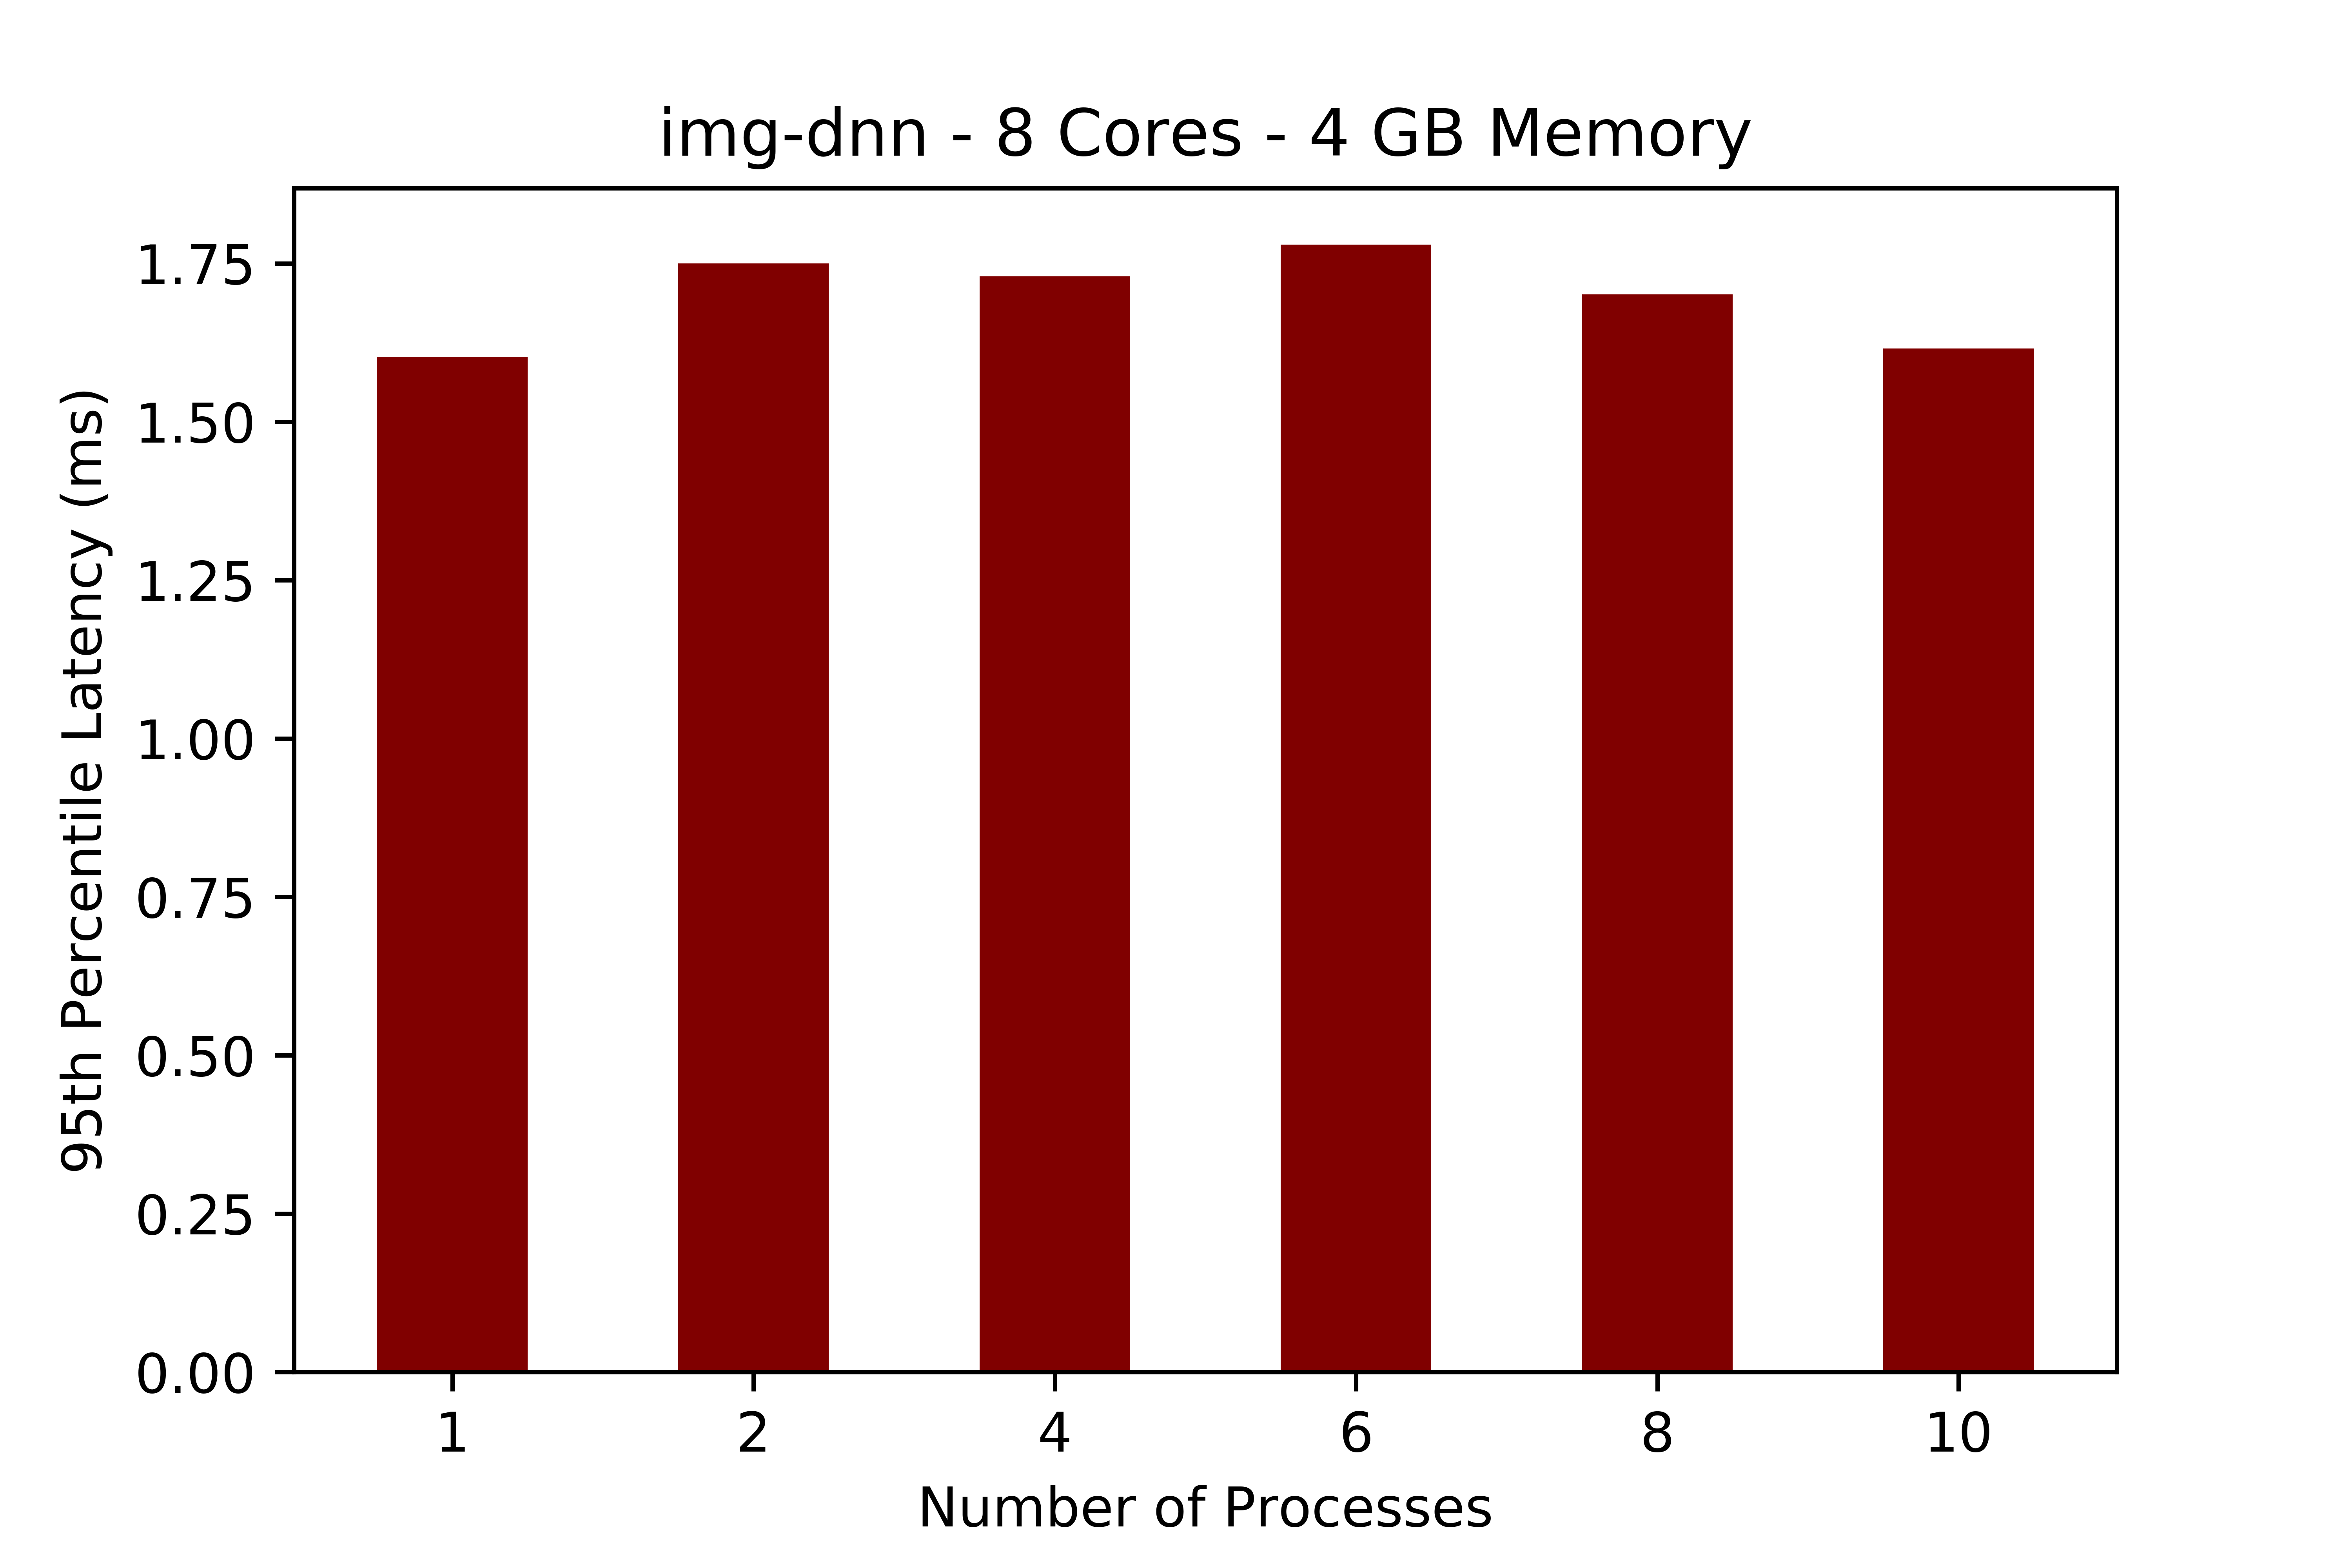 img-dnn - 8 Cores - 4 GB Memory
95th Percentile Latency (ms)
1.75
1.50
1.25
1.00
0.75
0.50
0.25
0.00
1 2 4 6 8 10
Number of Processes